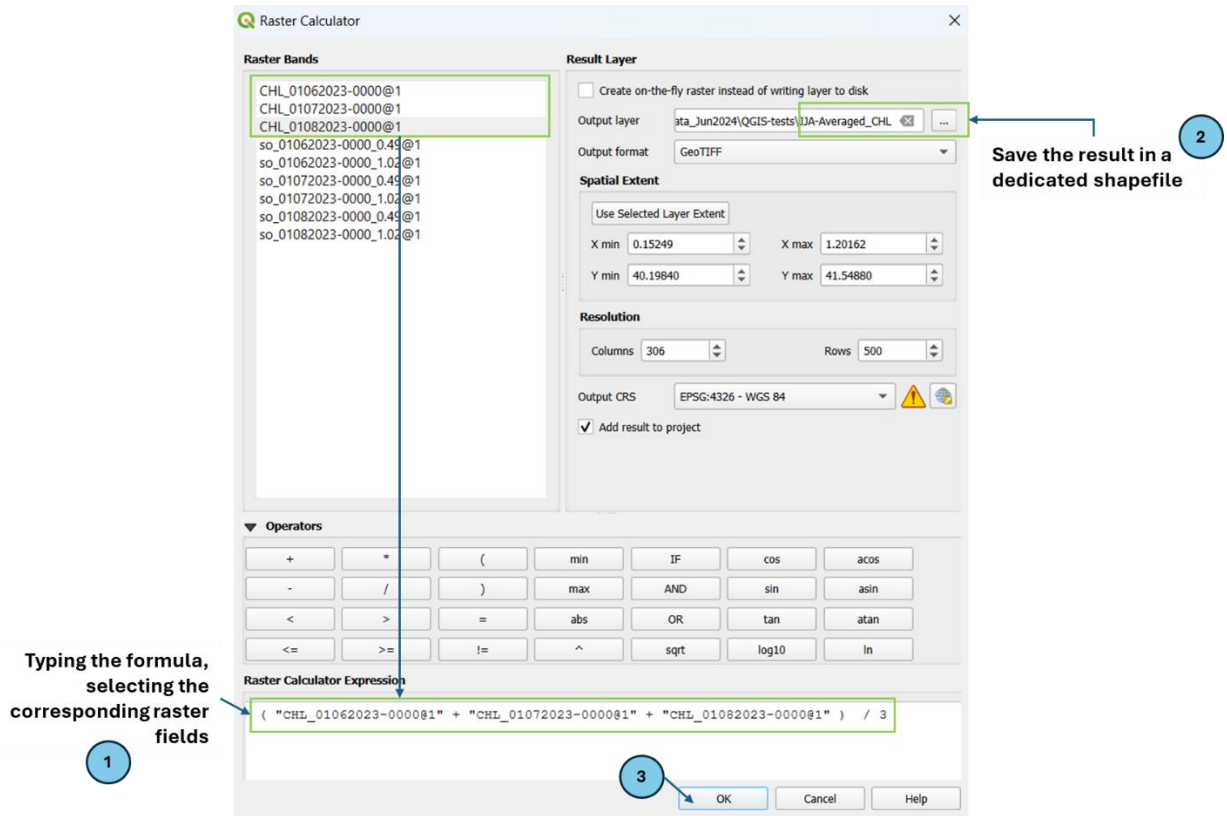 Raster Calculator
Raster Bands
CHL_01062023-0000@1
CHL_01072023-0000@1
CHL_01082023-0000@1
so_01062023-0000_0.49@1
so_01062023-0000_1.02@1
so_01072023-0000_0.49@1
so_01072023-0000_1.02@1
so_01082023-0000_0.49@1
so_01082023-0000_1.02@1
Result Layer
Create on-the-fly raster instead of writing layer to disk
Output layer ata_Jun2024\QGIS-tests\JJA-Averaged_CHL ...
Output format GeoTIFF
Spatial Extent
Use Selected Layer Extent
X min 0.15249 X max 1.20162
Y min 40.19840 Y max 41.54880
Resolution
Columns 306 Rows 500
Output CRS EPSG:4326 - WGS 84
Add result to project
2
Save the result in a
dedicated shapefile
Operators
+ * ( min IF cos acos
- / ) max AND sin asin
< > = abs OR tan atan
<= >= != ^ sqrt log10 ln
Raster Calculator Expression
( "CHL_01062023-0000@1" + "CHL_01072023-0000@1" + "CHL_01082023-0000@1" ) / 3
Typing the formula,
selecting the
corresponding raster
fields
1
3
OK Cancel Help